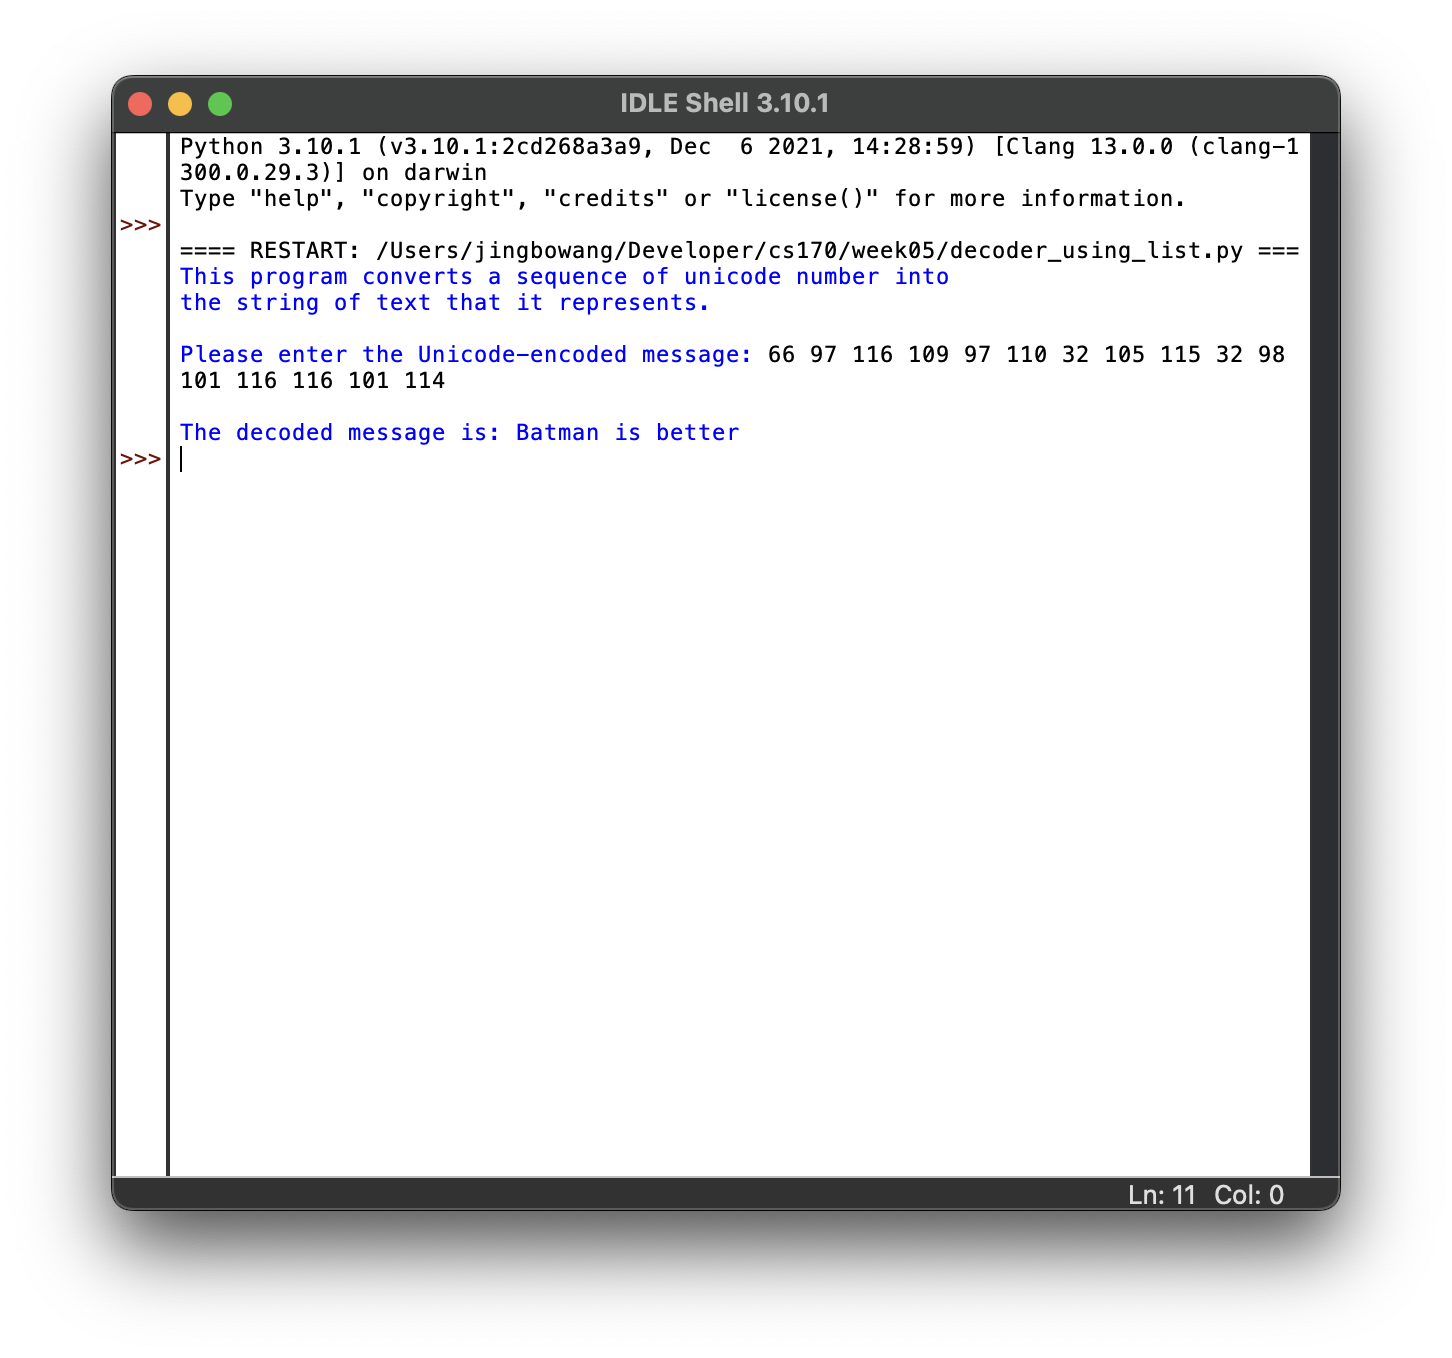 IDLE Shell 3.10.1
Python 3.10.1 (v3.10.1:2cd268a3a9, Dec  6 2021, 14:28:59) [Clang 13.0.0 (clang-1
300.0.29.3)] on darwin
Type "help", "copyright", "credits" or "license()" for more information.
>>>
==== RESTART: /Users/jingbowang/Developer/cs170/week05/decoder_using_list.py ===
This program converts a sequence of unicode number into
the string of text that it represents.
Please enter the Unicode-encoded message: 66 97 116 109 97 110 32 105 115 32 98
101 116 116 101 114
The decoded message is: Batman is better
>>>
Ln: 11 Col: 0